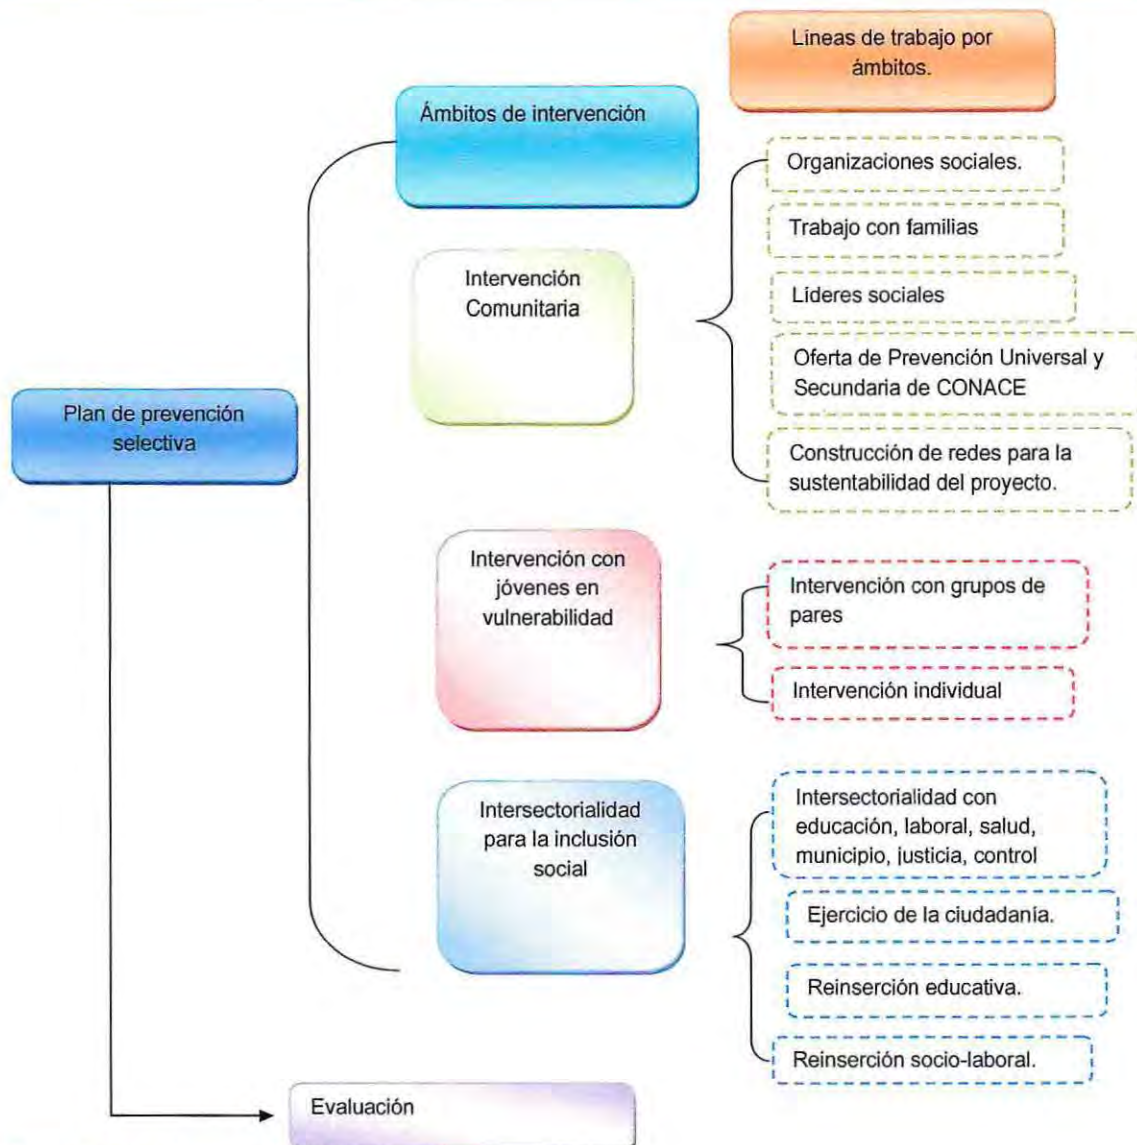 Líneas de trabajo por
ámbitos.
Ámbitos de intervención
Organizaciones sociales.
Trabajo con familias
Intervención
Comunitaria
Líderes sociales
Oferta de Prevención Universal y
Secundaria de CONACE
Plan de prevención
selectiva
Construcción de redes para la
sustentabilidad del proyecto.
Intervención con
jóvenes en
vulnerabilidad
Intervención con grupos de
pares
Intervención individual
Intersectorialidad
para la inclusión
social
Intersectorialidad con
educación, laboral, salud,
municipio, justicia, control
Ejercicio de la ciudadanía.
Reinserción educativa.
Reinserción socio-laboral.
Evaluación